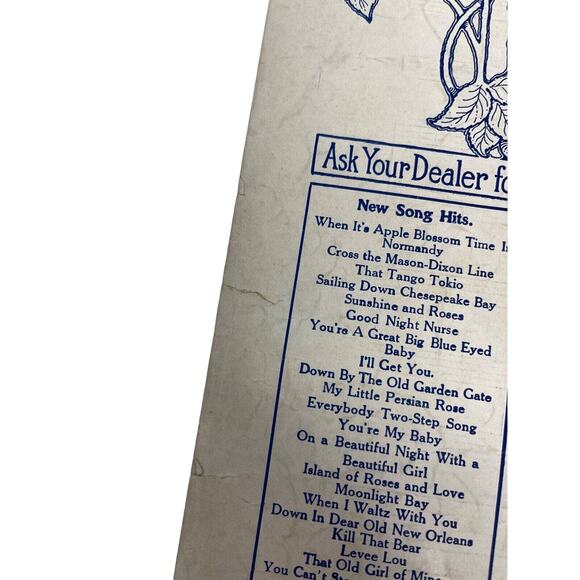 Ask Your Dealer
New Song Hits.
When It's Apple Blossom Time
Normandy
Cross the Mason-Dixon Line
That Tango Tokio
Sailing Down Chesepeake Bay
Sunshine and Roses
Good Night Nurse
You're A Great Big Blue Eyed
Baby
I'll Get You.
Down By The Old Garden Gate
My Little Persian Rose
Everybody Two-Step Song
You're My Baby
On a Beautiful Night With a
Beautiful Girl
Island of Roses and Love
Moonlight Bay
When I Waltz With You
Down In Dear Old New Orleans
Kill That Bear
Levee Lou
That Old Girl of
You Can't